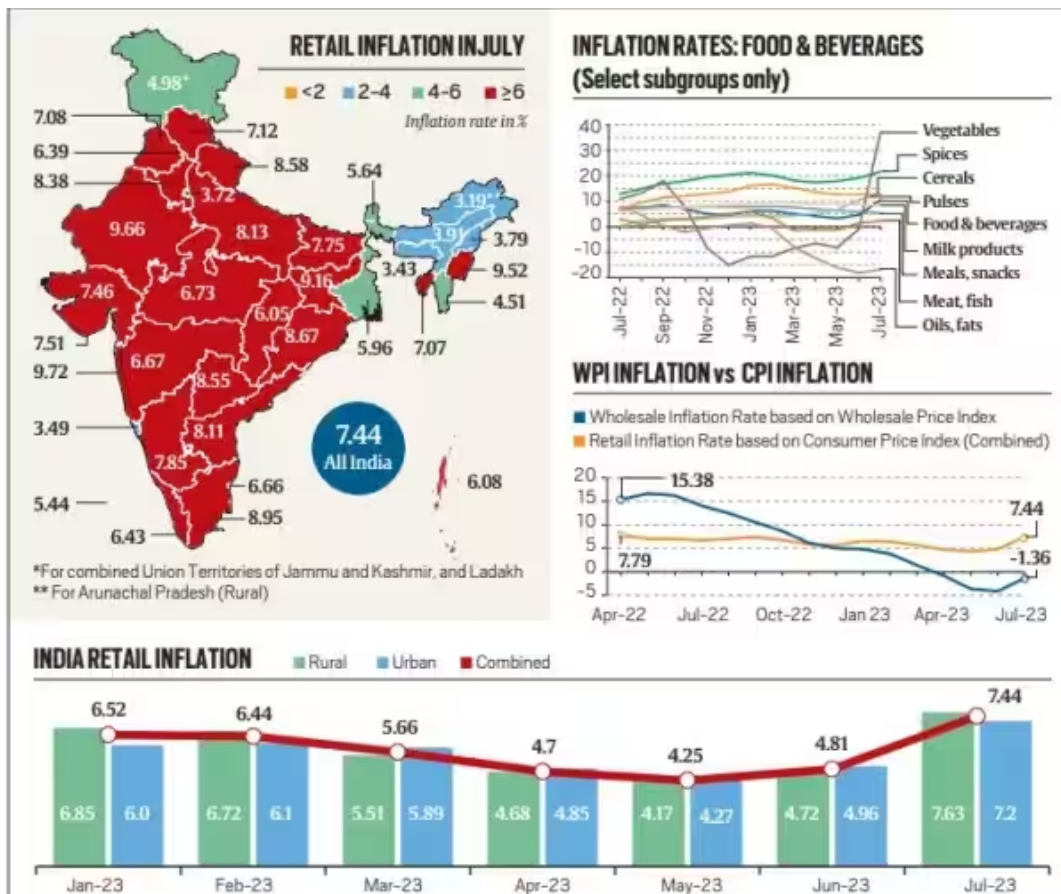 RETAIL INFLATION IN JULY
<2 2-4 4-6 ≥6
Inflation rate in %
4.98*
7.08
7.12
6.39
8.58
8.38
3.72
5.64
3.19**
9.66
8.13
7.75
3.91
3.79
3.43
9.52
7.46
6.73
9.16
4.51
6.05
8.67
7.51
5.96
7.07
6.67
9.72
8.55
3.49
8.11
7.44
All India
7.85
6.66
6.08
5.44
8.95
6.43
*For combined Union Territories of Jammu and Kashmir, and Ladakh
** For Arunachal Pradesh (Rural)
INFLATION RATES: FOOD & BEVERAGES
(Select subgroups only)
40
30
20
10
0
-10
-20
Vegetables
Spices
Cereals
Pulses
Food & beverages
Milk products
Meals, snacks
Meat, fish
Oils, fats
Jul-22 Sep-22 Nov-22 Jan-23 Mar-23 May-23 Jul-23
WPI INFLATION vs CPI INFLATION
Wholesale Inflation Rate based on Wholesale Price Index
Retail Inflation Rate based on Consumer Price Index (Combined)
20
15
10
5
0
-5
15.38
7.79
7.44
-1.36
Apr-22 Jul-22 Oct-22 Jan 23 Apr-23 Jul-23
INDIA RETAIL INFLATION Rural Urban Combined
6.52 6.44 5.66 4.7 4.25 4.81 7.44
6.85 6.0 6.72 6.1 5.51 5.89 4.68 4.85 4.17 4.27 4.72 4.96 7.63 7.2
Jan-23 Feb-23 Mar-23 Apr-23 May-23 Jun-23 Jul-23